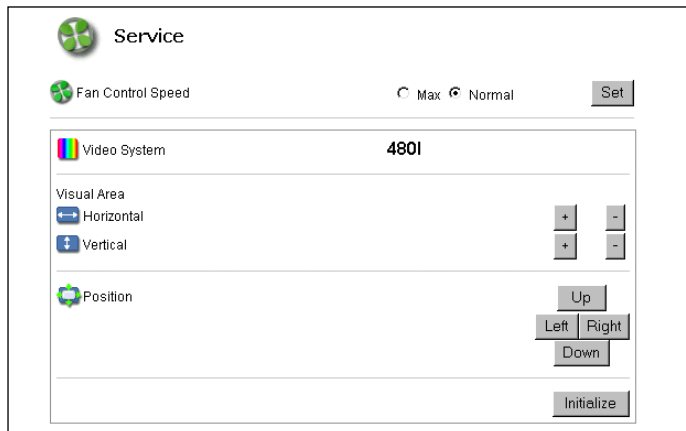 Service
Fan Control Speed Max Normal Set
Video System 480I
Visual Area
Horizontal + -
Vertical + -
Position Up
Left Right
Down
Initialize